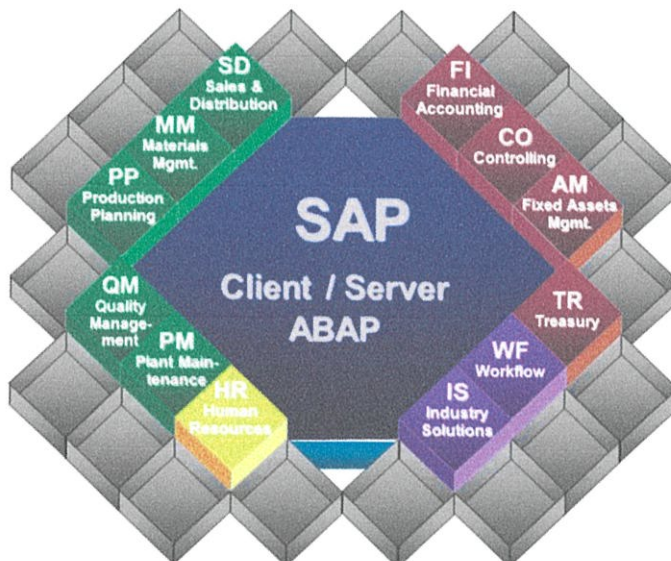 SD
Sales &
Distribution
MM
Materials
Mgmt.
PP
Production
Planning
FI
Financial
Accounting
CO
Controlling
AM
Fixed Assets
Mgmt.
SAP
Client / Server
ABAP
QM
Quality
Manage-
ment
PM
Plant Main-
tenance
HR
Human
Resources
TR
Treasury
WF
Workflow
IS
Industry
Solutions